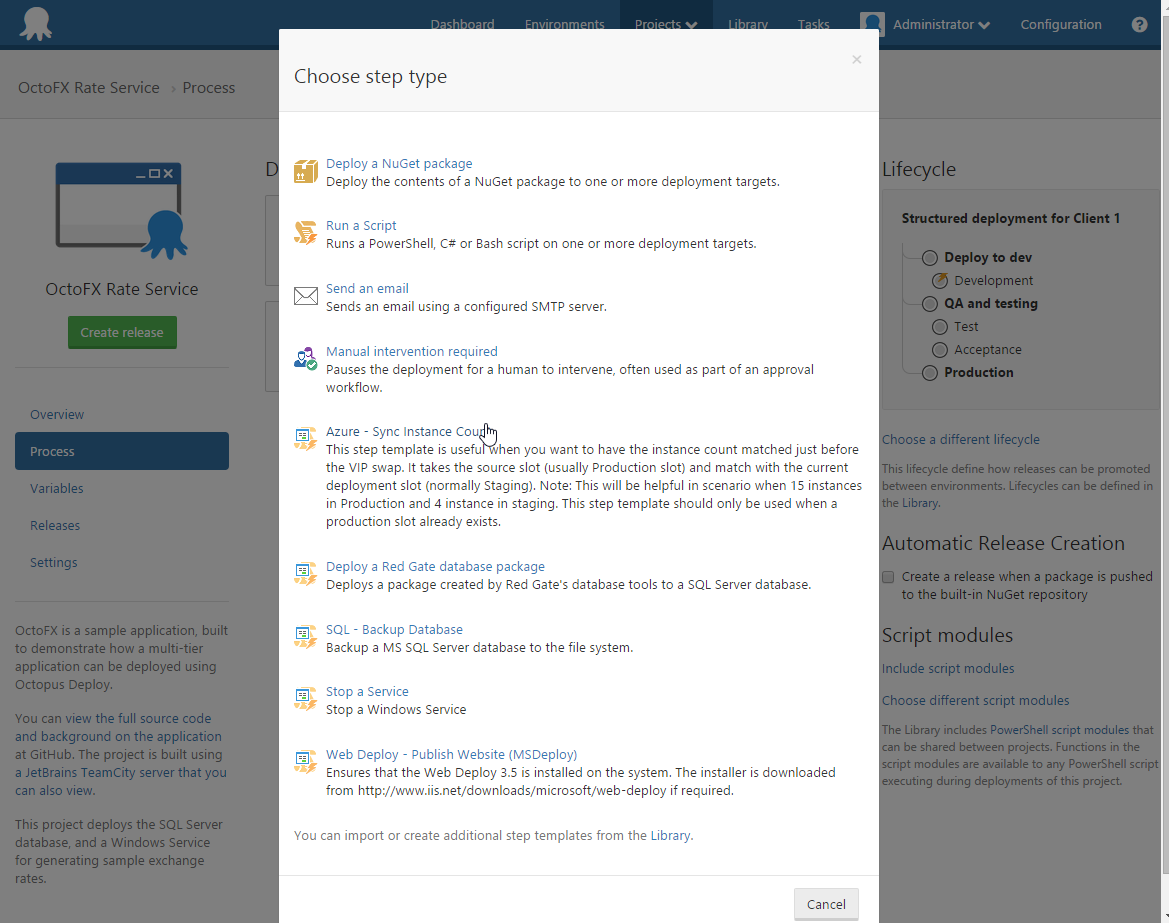 Dashboard
Environments
Projects
Library
Tasks
Administrator
Configuration
?
OctoFX Rate Service › Process
OctoFX Rate Service
Create release
Overview
Process
Variables
Releases
Settings
OctoFX is a sample application, built
to demonstrate how a multi-tier
application can be deployed using
Octopus Deploy.
You can view the full source code
and background on the application
at GitHub. The project is built using
a JetBrains TeamCity server that you
can also view.
This project deploys the SQL Server
database, and a Windows Service
for generating sample exchange
rates.
D
Choose step type
×
Deploy a NuGet package
Deploy the contents of a NuGet package to one or more deployment targets.
Run a Script
Runs a PowerShell, C# or Bash script on one or more deployment targets.
Send an email
Sends an email using a configured SMTP server.
Manual intervention required
Pauses the deployment for a human to intervene, often used as part of an approval
workflow.
Azure - Sync Instance Count
This step template is useful when you want to have the instance count matched just before
the VIP swap. It takes the source slot (usually Production slot) and match with the current
deployment slot (normally Staging). Note: This will be helpful in scenario when 15 instances
in Production and 4 instance in staging. This step template should only be used when a
production slot already exists.
Deploy a Red Gate database package
Deploys a package created by Red Gate's database tools to a SQL Server database.
SQL - Backup Database
Backup a MS SQL Server database to the file system.
Stop a Service
Stop a Windows Service
Web Deploy - Publish Website (MSDeploy)
Ensures that the Web Deploy 3.5 is installed on the system. The installer is downloaded
from http://www.iis.net/downloads/microsoft/web-deploy if required.
You can import or create additional step templates from the Library.
Cancel
Lifecycle
Structured deployment for Client 1
Deploy to dev
Development
QA and testing
Test
Acceptance
Production
Choose a different lifecycle
This lifecycle define how releases can be promoted
between environments. Lifecycles can be defined in
the Library.
Automatic Release Creation
Create a release when a package is pushed
to the built-in NuGet repository
Script modules
Include script modules
Choose different script modules
The Library includes PowerShell script modules that
can be shared between projects. Functions in the
script modules are available to any PowerShell script
executing during deployments of this project.